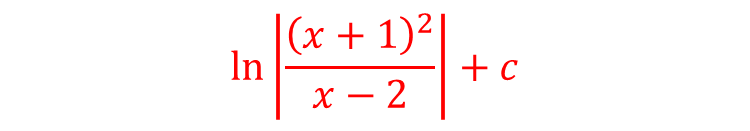 ln |(x + 1)² / (x − 2)| + c